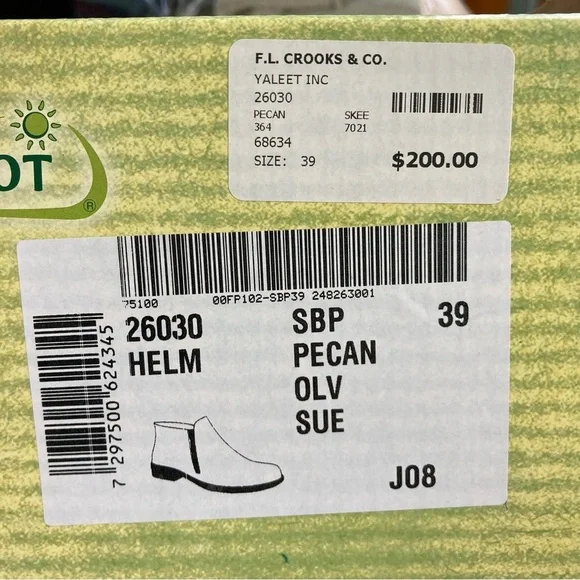 F.L. CROOKS & CO.
YALEET INC
26030
PECAN SKEE
364 7021
68634
SIZE: 39 $200.00
OT
®
75100 00FP102-SBP39 248263001
26030 SBP 39
HELM PECAN
OLV
SUE
J08
7 297500 624345